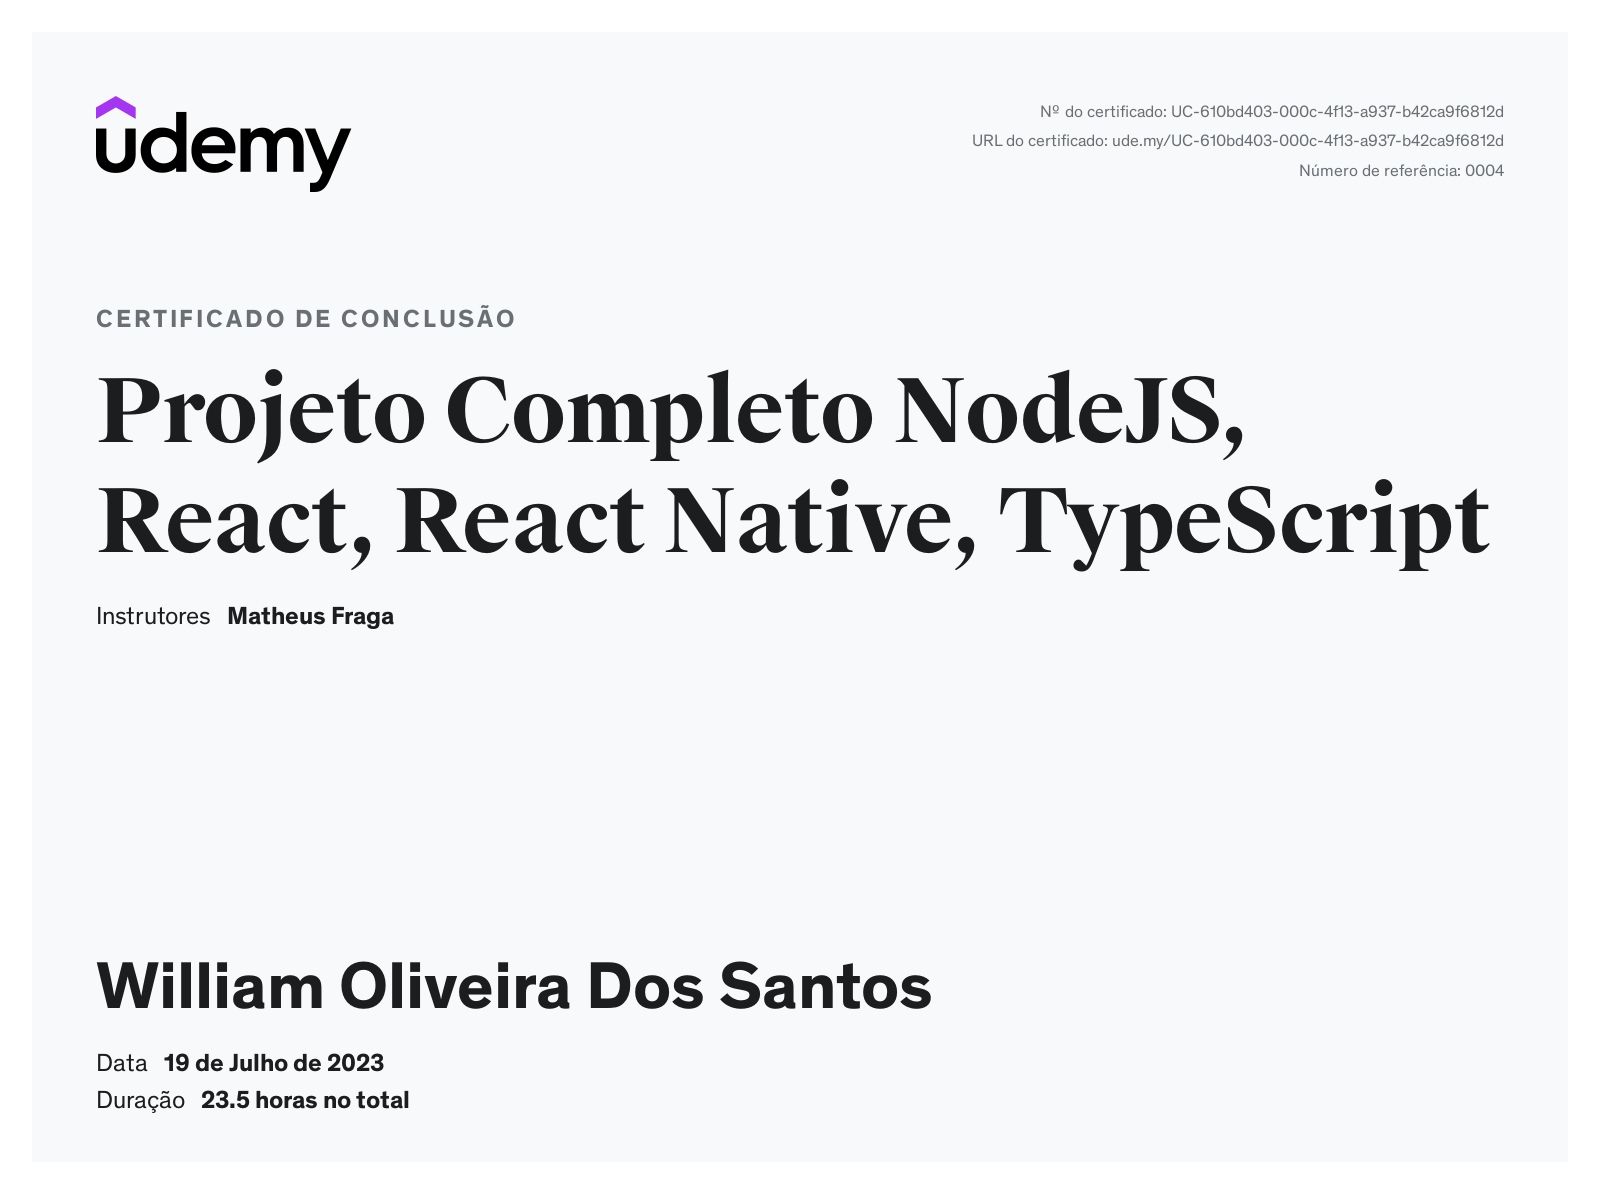 udemy
Nº do certificado: UC-610bd403-000c-4f13-a937-b42ca9f6812d
URL do certificado: ude.my/UC-610bd403-000c-4f13-a937-b42ca9f6812d
Número de referência: 0004
CERTIFICADO DE CONCLUSÃO
Projeto Completo NodeJS,
React, React Native, TypeScript
Instrutores Matheus Fraga
William Oliveira Dos Santos
Data 19 de Julho de 2023
Duração 23.5 horas no total